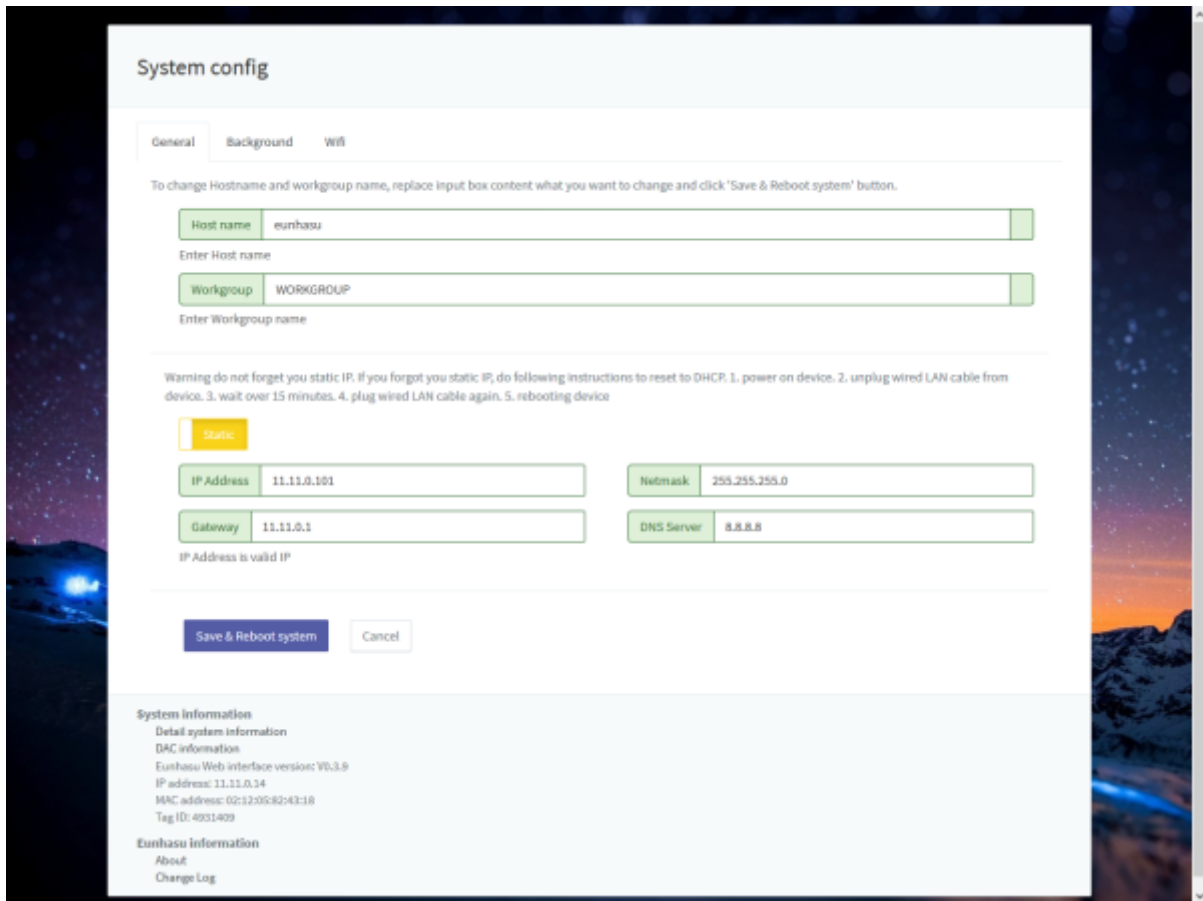 System config
General Background Wifi
To change Hostname and workgroup name, replace input box content what you want to change and click 'Save & Reboot system' button.
Host name eunhasu
Enter Host name
Workgroup WORKGROUP
Enter Workgroup name
Warning do not forget you static IP. If you forgot you static IP, do following instructions to reset to DHCP. 1. power on device. 2. unplug wired LAN cable from
device. 3. wait over 15 minutes. 4. plug wired LAN cable again. 5. rebooting device
Static
IP Address 11.11.0.101 Netmask 255.255.255.0
Gateway 11.11.0.1 DNS Server 8.8.8.8
IP Address is valid IP
Save & Reboot system Cancel
System information
Detail system information
DAC information
Eunhasu Web interface version: V0.3.9
IP address: 11.11.0.14
MAC address: 02:12:05:82:43:18
Tag ID: 4931409
Eunhasu information
About
Change Log